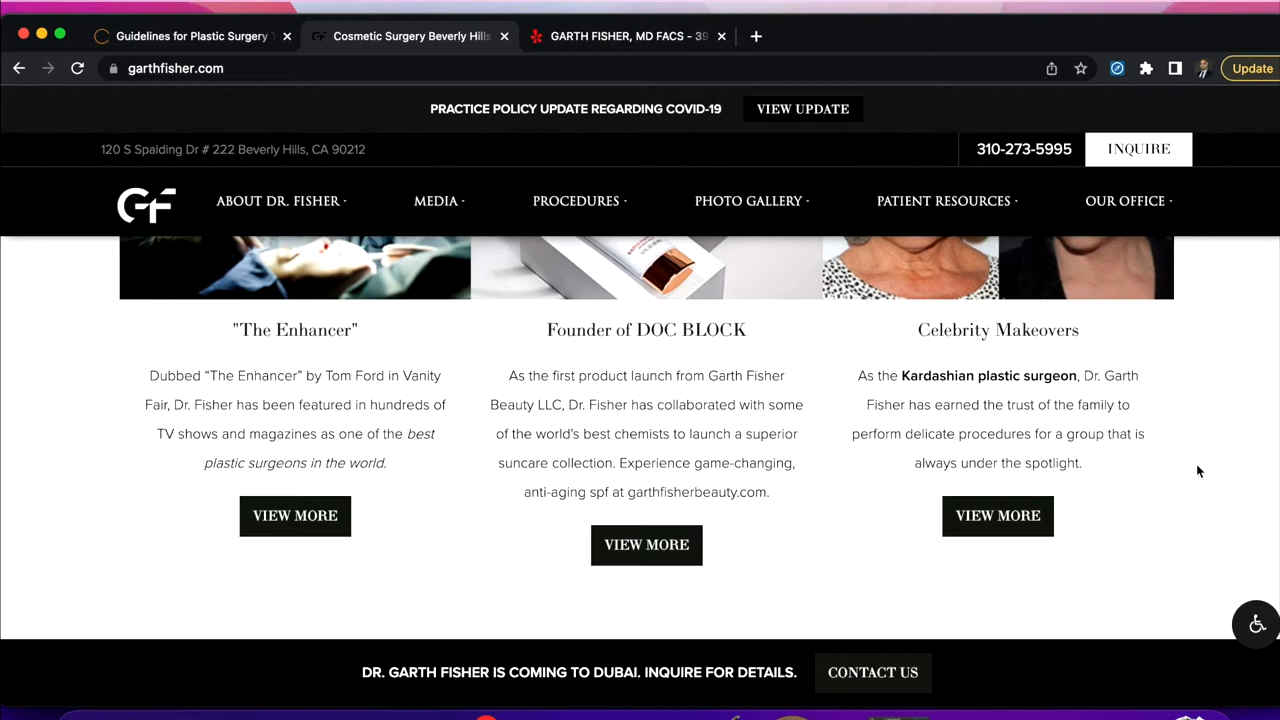 Guidelines for Plastic Surgery
Cosmetic Surgery Beverly Hills
GARTH FISHER, MD FACS - 39
garthfisher.com
Update
PRACTICE POLICY UPDATE REGARDING COVID-19
VIEW UPDATE
120 S Spalding Dr # 222 Beverly Hills, CA 90212
310-273-5995
INQUIRE
GF
ABOUT DR. FISHER
MEDIA
PROCEDURES
PHOTO GALLERY
PATIENT RESOURCES
OUR OFFICE
"The Enhancer"
Dubbed “The Enhancer” by Tom Ford in Vanity
Fair, Dr. Fisher has been featured in hundreds of
TV shows and magazines as one of the best
plastic surgeons in the world.
VIEW MORE
Founder of DOC BLOCK
As the first product launch from Garth Fisher
Beauty LLC, Dr. Fisher has collaborated with some
of the world's best chemists to launch a superior
suncare collection. Experience game-changing,
anti-aging spf at garthfisherbeauty.com.
VIEW MORE
Celebrity Makeovers
As the Kardashian plastic surgeon, Dr. Garth
Fisher has earned the trust of the family to
perform delicate procedures for a group that is
always under the spotlight.
VIEW MORE
DR. GARTH FISHER IS COMING TO DUBAI. INQUIRE FOR DETAILS.
CONTACT US